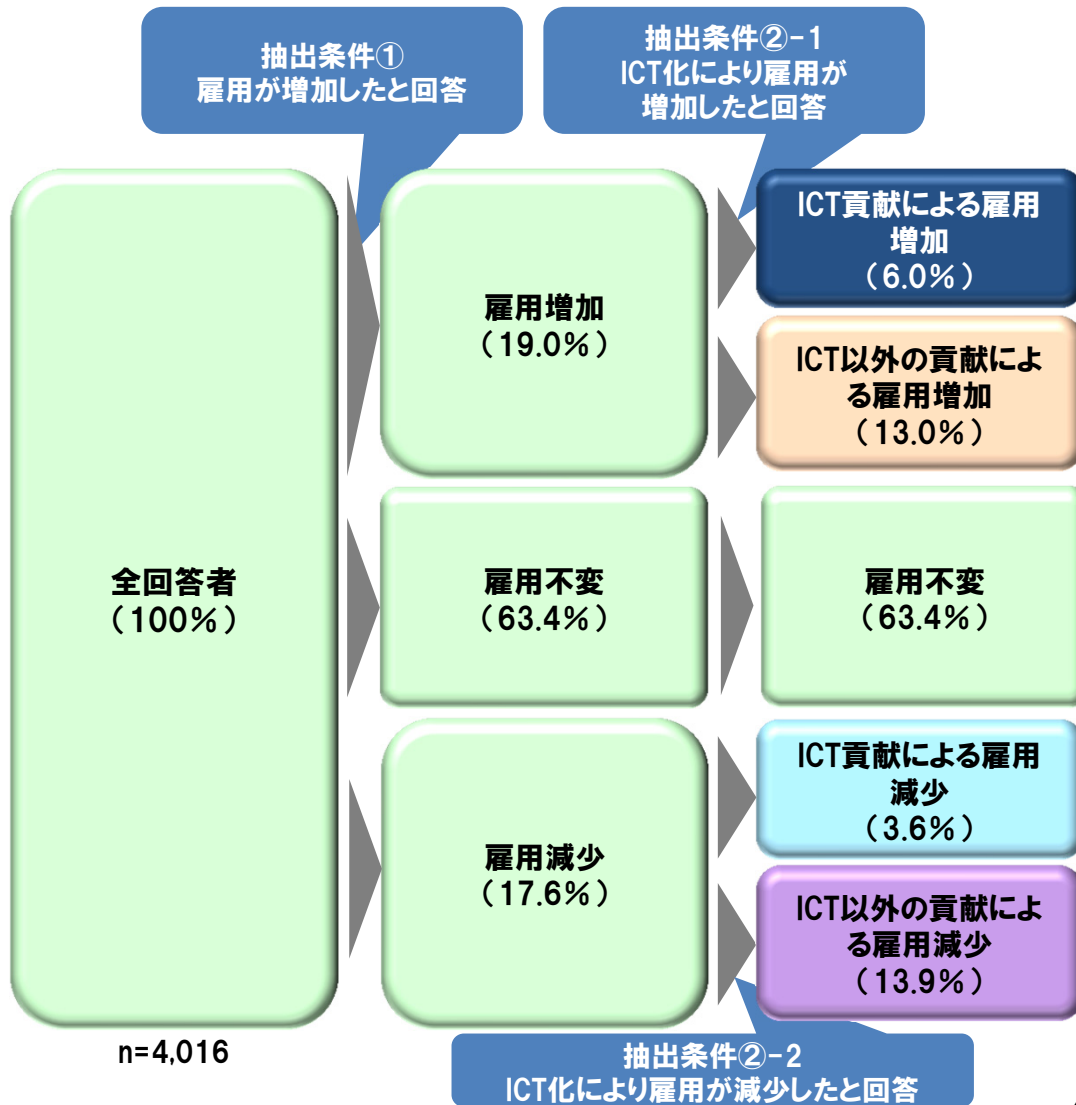 抽出条件①
雇用が増加したと回答
抽出条件②-1
ICT化により雇用が
増加したと回答
全回答者
(100%)
n=4,016
雇用増加
(19.0%)
雇用不変
(63.4%)
雇用減少
(17.6%)
ICT貢献による雇用
増加
(6.0%)
ICT以外の貢献によ
る雇用増加
(13.0%)
雇用不変
(63.4%)
ICT貢献による雇用
減少
(3.6%)
ICT以外の貢献によ
る雇用減少
(13.9%)
抽出条件②-2
ICT化により雇用が減少したと回答